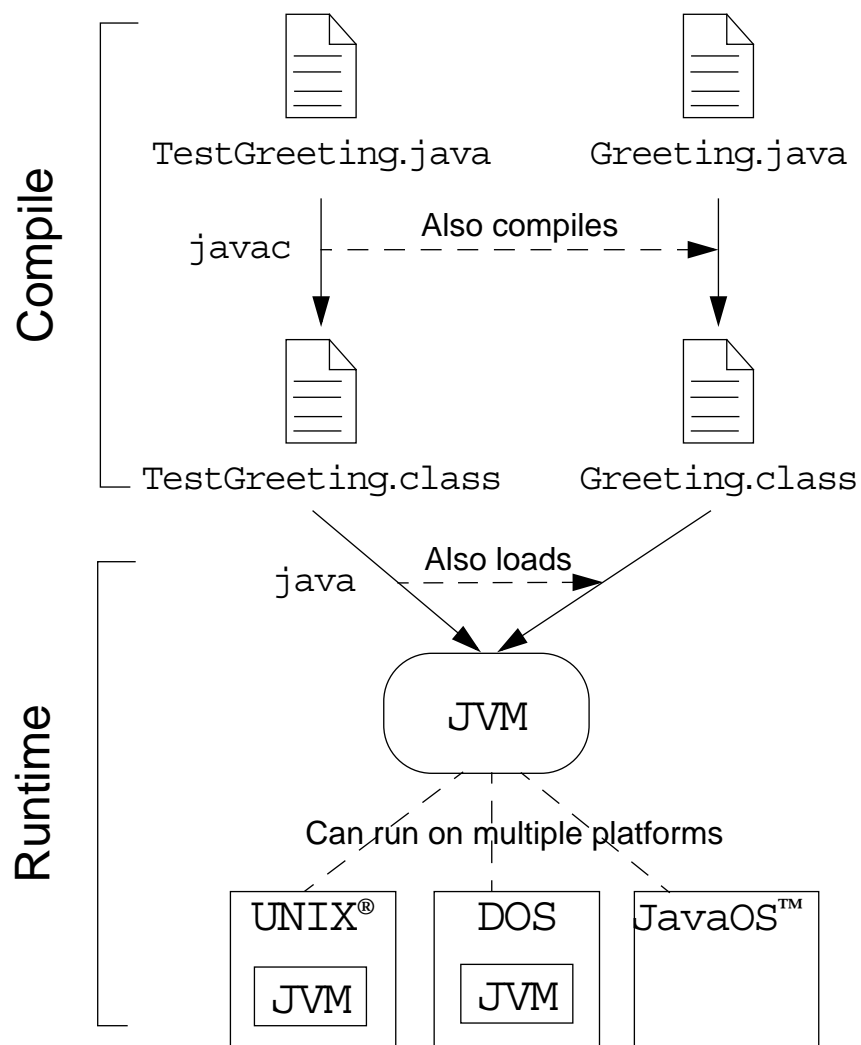 Compile
TestGreeting.java
Greeting.java
javac
Also compiles
TestGreeting.class
Greeting.class
Runtime
java
Also loads
JVM
Can run on multiple platforms
UNIX®
DOS
JavaOS™
JVM
JVM